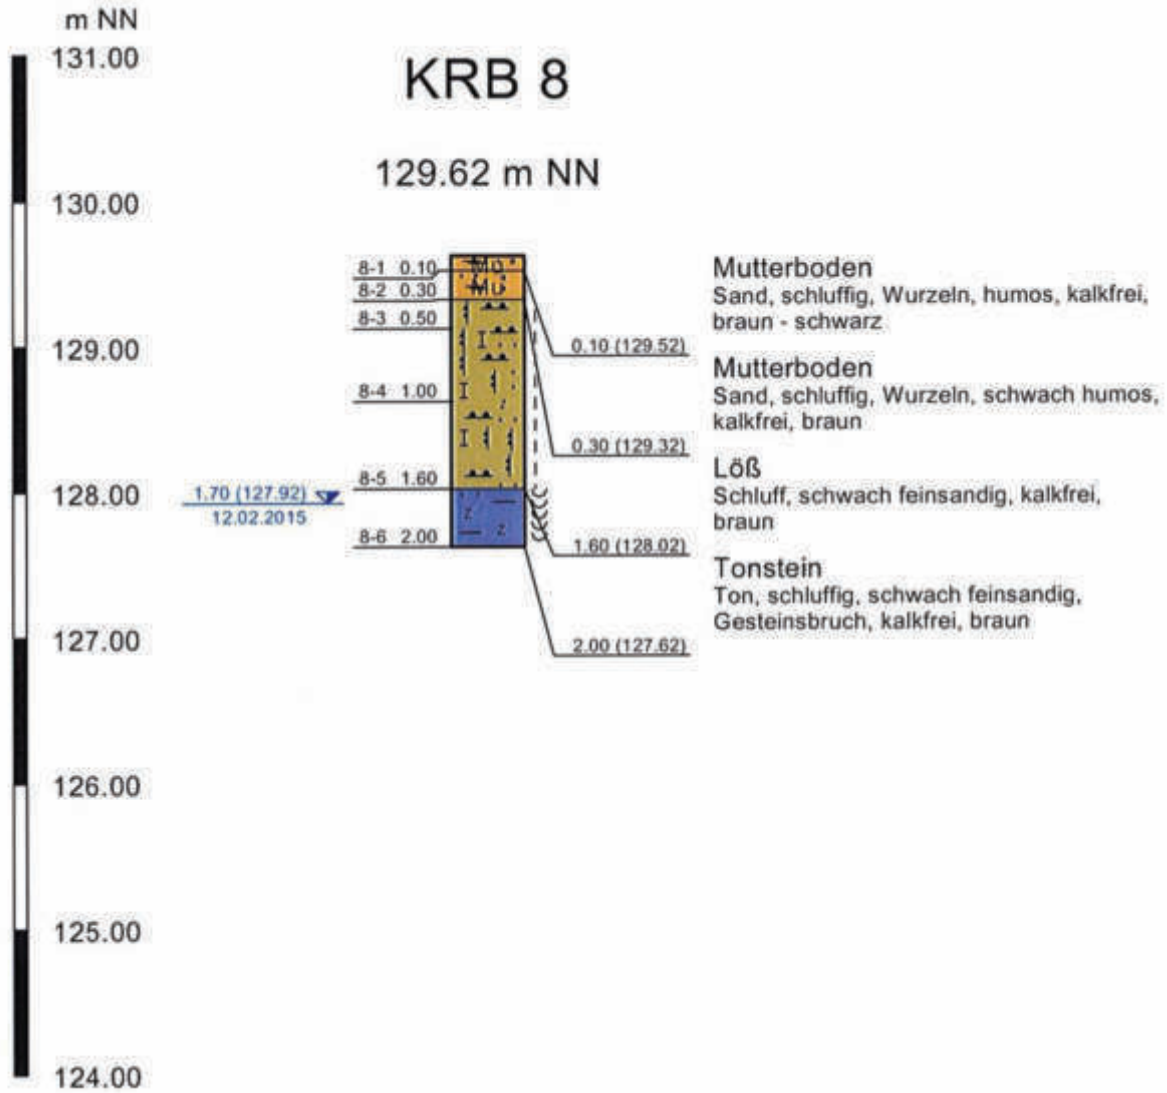 m NN
131.00
130.00
129.00
128.00
127.00
126.00
125.00
124.00
KRB 8
129.62 m NN
8-1 0.10
8-2 0.30
8-3 0.50
8-4 1.00
8-5 1.60
8-6 2.00
1.70 (127.92)
12.02.2015
Mu
Mu
I
I
I
z
z
0.10 (129.52)
0.30 (129.32)
1.60 (128.02)
2.00 (127.62)
Mutterboden
Sand, schluffig, Wurzeln, humos, kalkfrei,
braun - schwarz
Mutterboden
Sand, schluffig, Wurzeln, schwach humos,
kalkfrei, braun
Löß
Schluff, schwach feinsandig, kalkfrei,
braun
Tonstein
Ton, schluffig, schwach feinsandig,
Gesteinsbruch, kalkfrei, braun